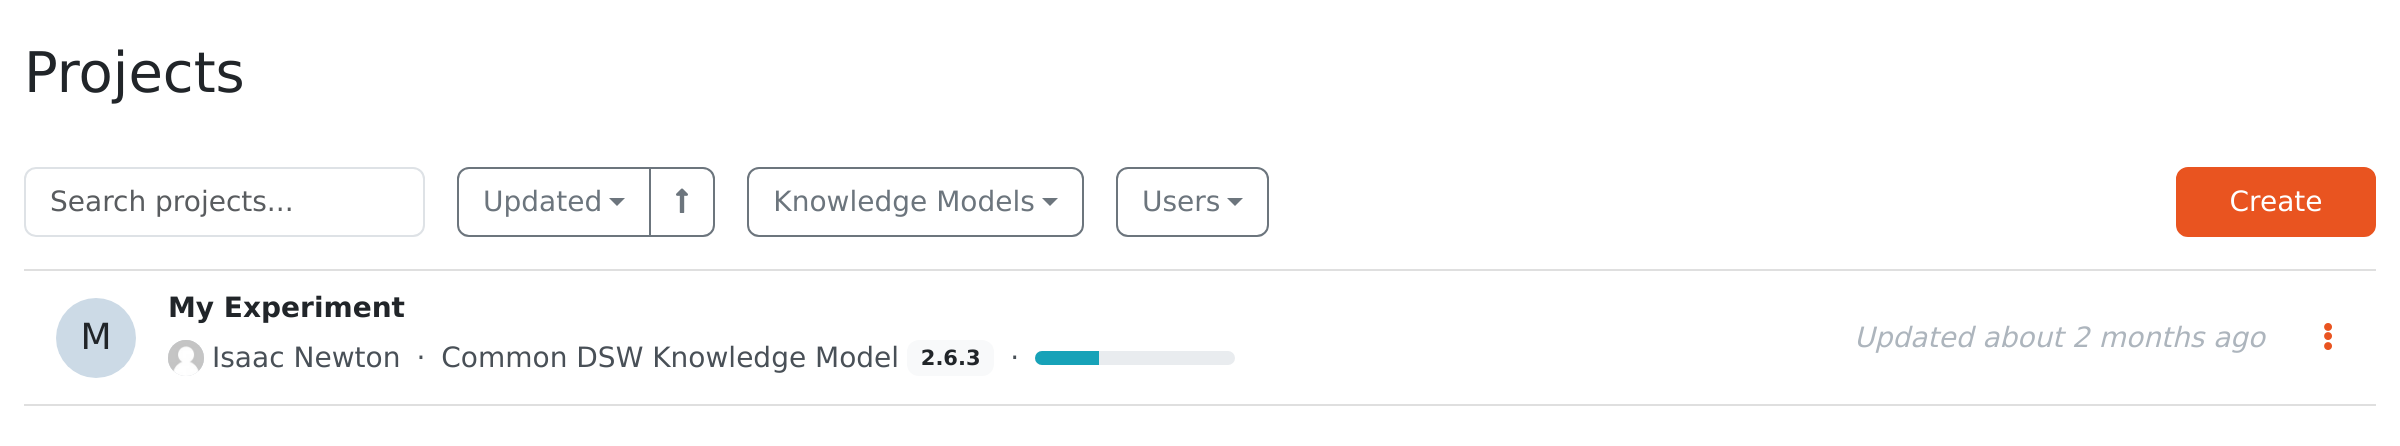 Projects
Search projects...
Updated
Knowledge Models
Users
Create
M
My Experiment
Isaac Newton · Common DSW Knowledge Model 2.6.3 ·
Updated about 2 months ago